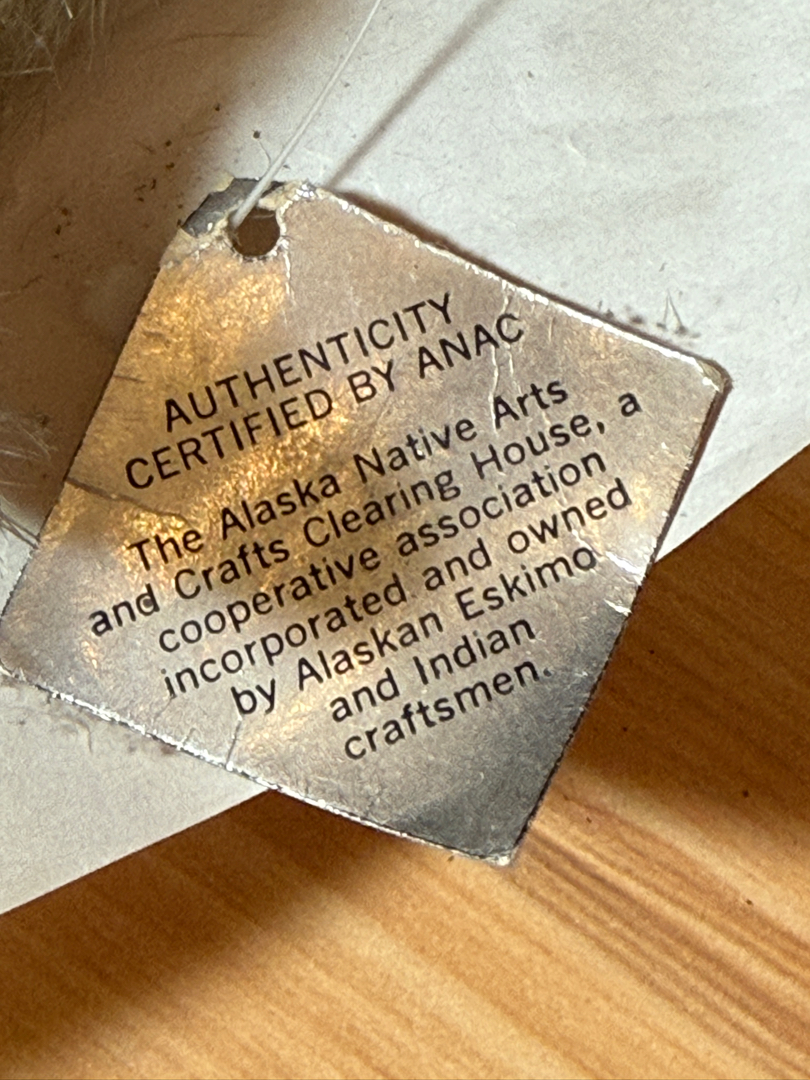 AUTHENTICITY
CERTIFIED BY ANAC
The Alaska Native Arts
and Crafts Clearing House, a
cooperative association
incorporated and owned
by Alaskan Eskimo
and Indian
craftsmen.